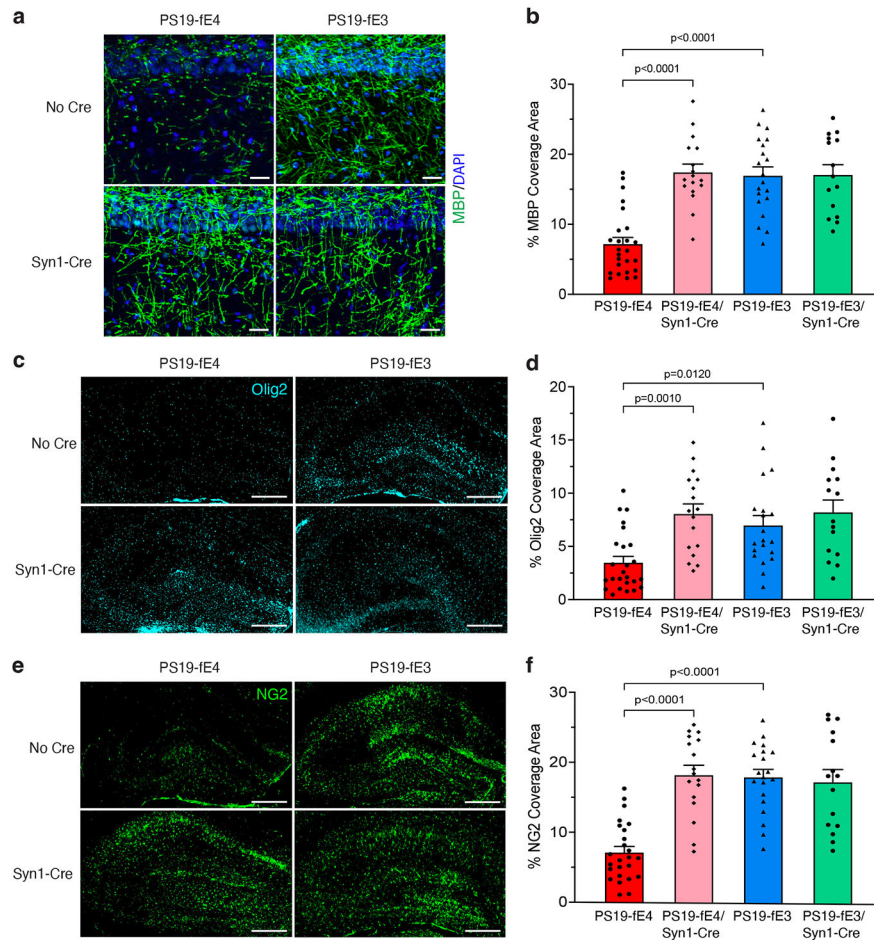 a
PS19-fE4
PS19-fE3
No Cre
Syn1-Cre
MBP/DAPI
b
p<0.0001
p<0.0001
% MBP Coverage Area
30
20
10
0
PS19-fE4
PS19-fE4/
Syn1-Cre
PS19-fE3
PS19-fE3/
Syn1-Cre
c
PS19-fE4
PS19-fE3
Olig2
No Cre
Syn1-Cre
d
p=0.0120
p=0.0010
% Olig2 Coverage Area
20
15
10
5
0
PS19-fE4
PS19-fE4/
Syn1-Cre
PS19-fE3
PS19-fE3/
Syn1-Cre
e
PS19-fE4
PS19-fE3
NG2
No Cre
Syn1-Cre
f
p<0.0001
p<0.0001
% NG2 Coverage Area
30
20
10
0
PS19-fE4
PS19-fE4/
Syn1-Cre
PS19-fE3
PS19-fE3/
Syn1-Cre